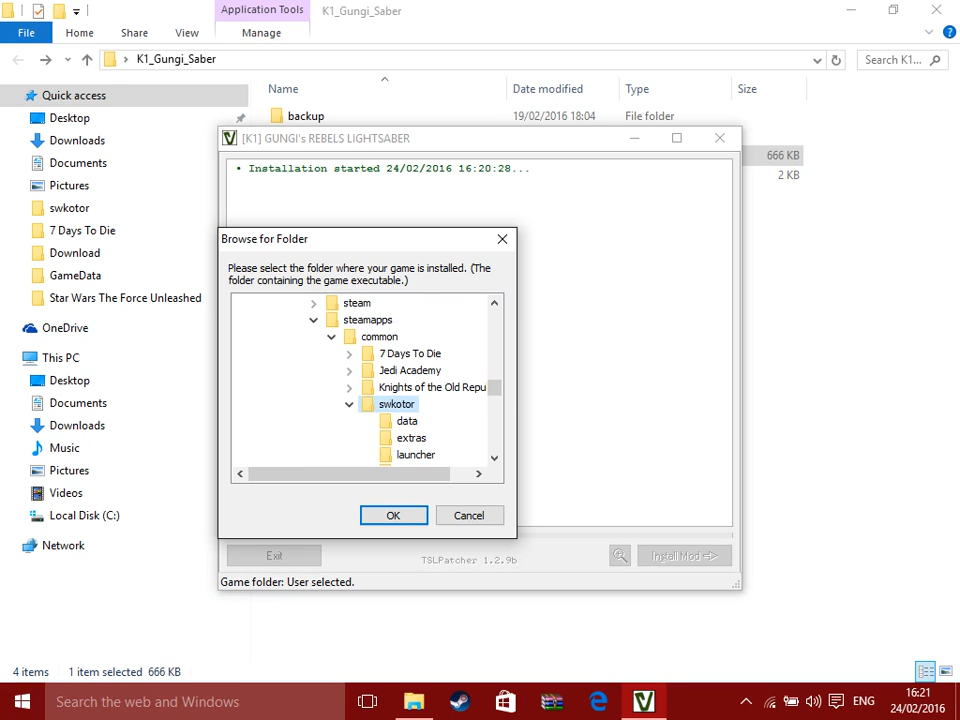 Application Tools
K1_Gungi_Saber
File
Home
Share
View
Manage
K1_Gungi_Saber
Search K1...
Quick access
Desktop
Downloads
Documents
Pictures
swkotor
7 Days To Die
Download
GameData
Star Wars The Force Unleashed
OneDrive
This PC
Desktop
Documents
Downloads
Music
Pictures
Videos
Local Disk (C:)
Network
Name
Date modified
Type
Size
backup
19/02/2016 18:04
File folder
666 KB
2 KB
[K1] GUNGI's REBELS LIGHTSABER
• Installation started 24/02/2016 16:20:28...
Browse for Folder
Please select the folder where your game is installed. (The
folder containing the game executable.)
steam
steamapps
common
7 Days To Die
Jedi Academy
Knights of the Old Repu
swkotor
data
extras
launcher
OK
Cancel
Exit
TSLPatcher 1.2.9b
Install Mod =>
Game folder: User selected.
4 items
1 item selected 666 KB
Search the web and Windows
ENG
16:21
24/02/2016